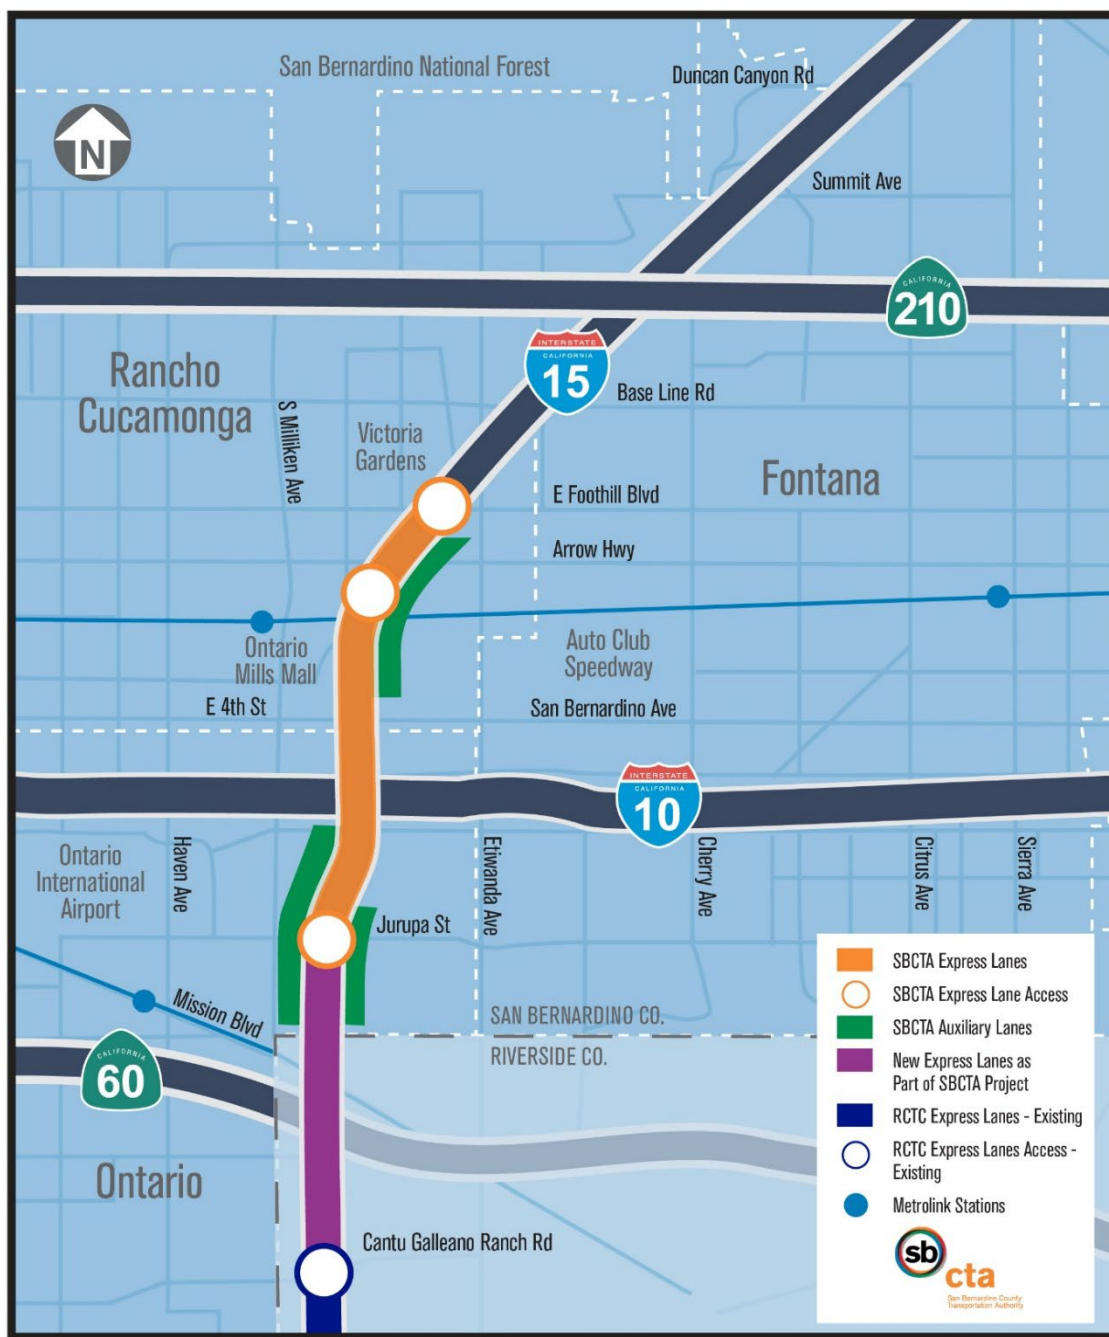 San Bernardino National Forest
Duncan Canyon Rd
N
Summit Ave
CALIFORNIA
210
INTERSTATE
CALIFORNIA
15
Rancho
Cucamonga
Base Line Rd
S Milliken Ave
Victoria
Gardens
Fontana
E Foothill Blvd
Arrow Hwy
Ontario
Mills Mall
Auto Club
Speedway
E 4th St
San Bernardino Ave
INTERSTATE
CALIFORNIA
10
Haven Ave
Etiwanda Ave
Cherry Ave
Citrus Ave
Sierra Ave
Ontario
International
Airport
Jurupa St
Mission Blvd
SAN BERNARDINO CO.
RIVERSIDE CO.
CALIFORNIA
60
Ontario
Cantu Galleano Ranch Rd
SBCTA Express Lanes
SBCTA Express Lane Access
SBCTA Auxiliary Lanes
New Express Lanes as
Part of SBCTA Project
RCTC Express Lanes - Existing
RCTC Express Lanes Access -
Existing
Metrolink Stations
sb
cta
San Bernardino County
Transportation Authority